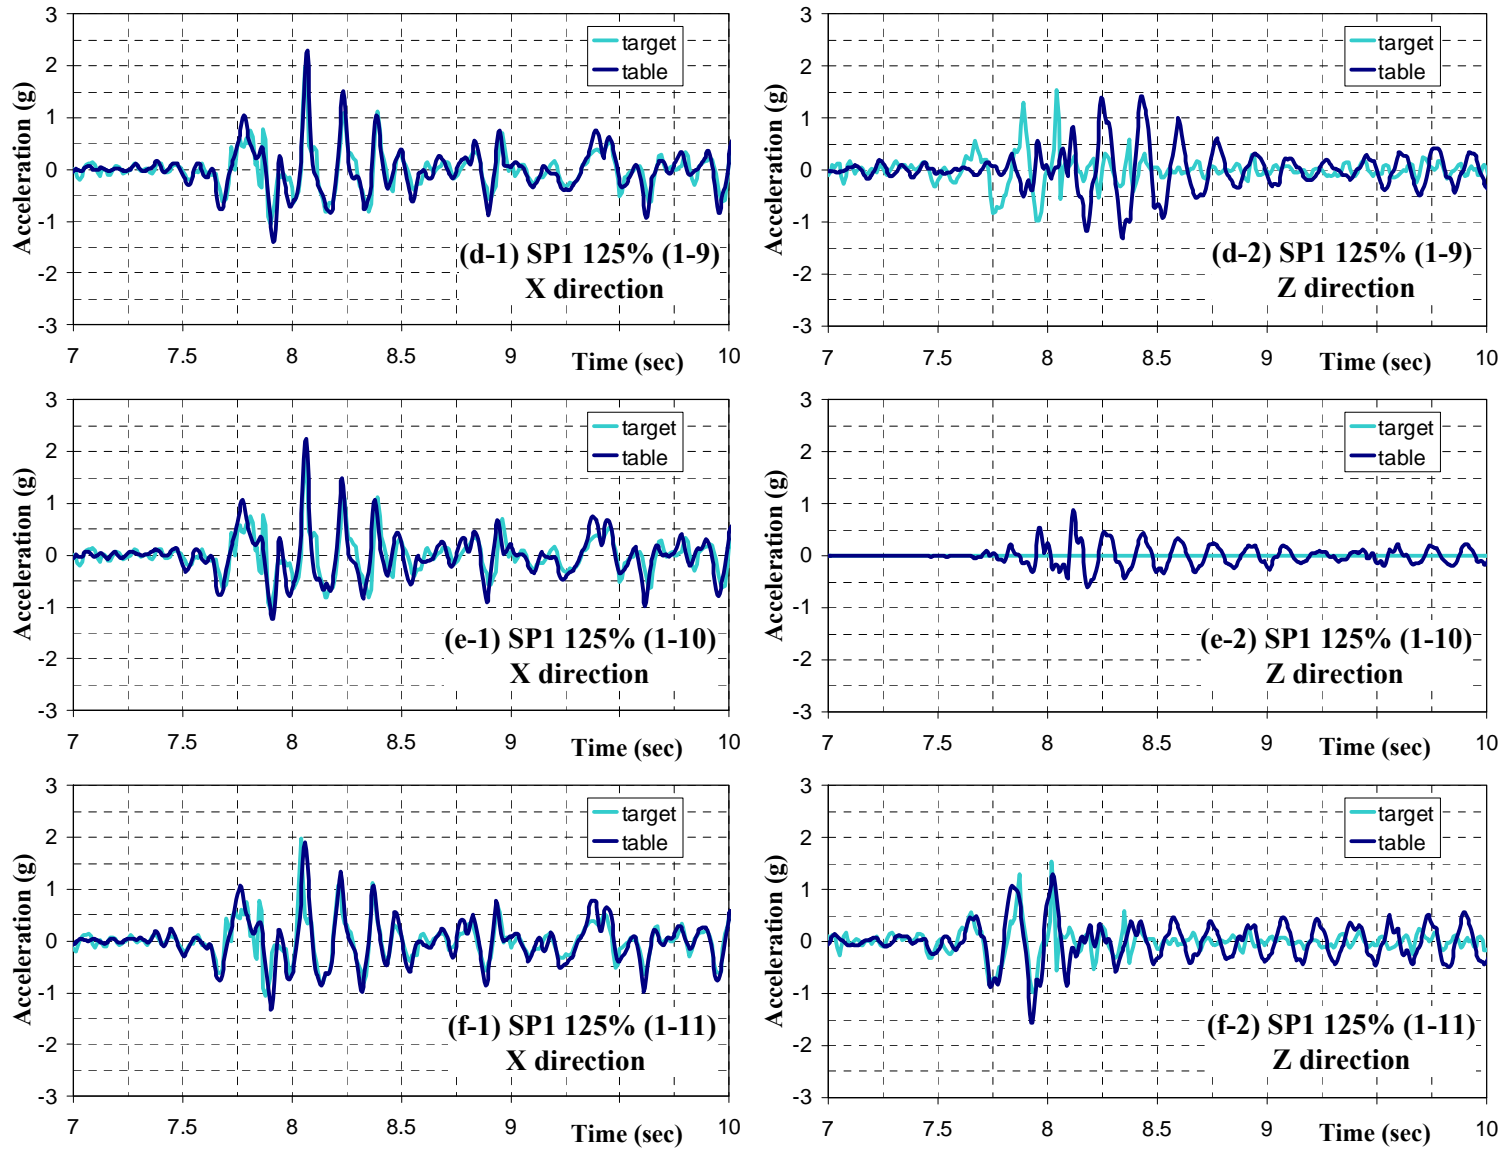 3
2
1
0
-1
-2
-3
Acceleration (g)
target
table
(d-1) SP1 125% (1-9)
X direction
7
7.5
8
8.5
9
Time (sec)
10
3
2
1
0
-1
-2
-3
Acceleration (g)
target
table
(d-2) SP1 125% (1-9)
Z direction
7
7.5
8
8.5
9
Time (sec)
10
3
2
1
0
-1
-2
-3
Acceleration (g)
target
table
(e-1) SP1 125% (1-10)
X direction
7
7.5
8
8.5
9
Time (sec)
10
3
2
1
0
-1
-2
-3
Acceleration (g)
target
table
(e-2) SP1 125% (1-10)
Z direction
7
7.5
8
8.5
9
Time (sec)
10
3
2
1
0
-1
-2
-3
Acceleration (g)
target
table
(f-1) SP1 125% (1-11)
X direction
7
7.5
8
8.5
9
Time (sec)
10
3
2
1
0
-1
-2
-3
Acceleration (g)
target
table
(f-2) SP1 125% (1-11)
Z direction
7
7.5
8
8.5
9
Time (sec)
10